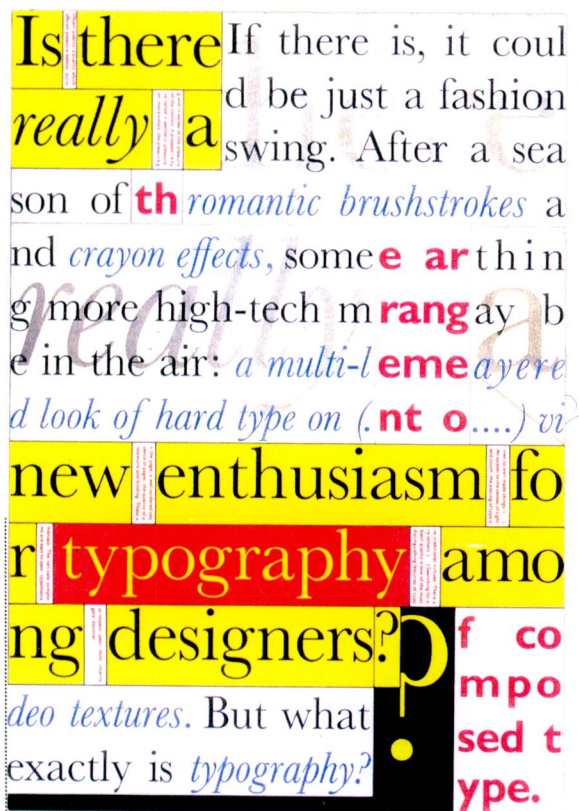 Is there If there is, it coul
d be just a fashion
really a swing. After a sea
son of th romantic brushstrokes a
nd crayon effects, some e ar thin
g more high-tech m rang ay b
e in the air: a multi-l eme ayere
d look of hard type on (. nt o ....) vi
new enthusiasm fo
r typography amo
ng designers? ?
f co
mpo
deo textures. But what sed t
exactly is typography? ype.
really a